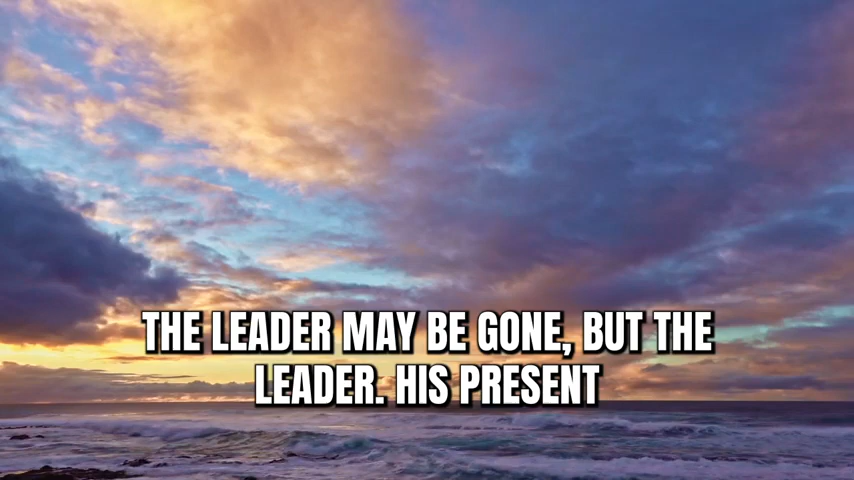 THE LEADER MAY BE GONE, BUT THE
LEADER. HIS PRESENT